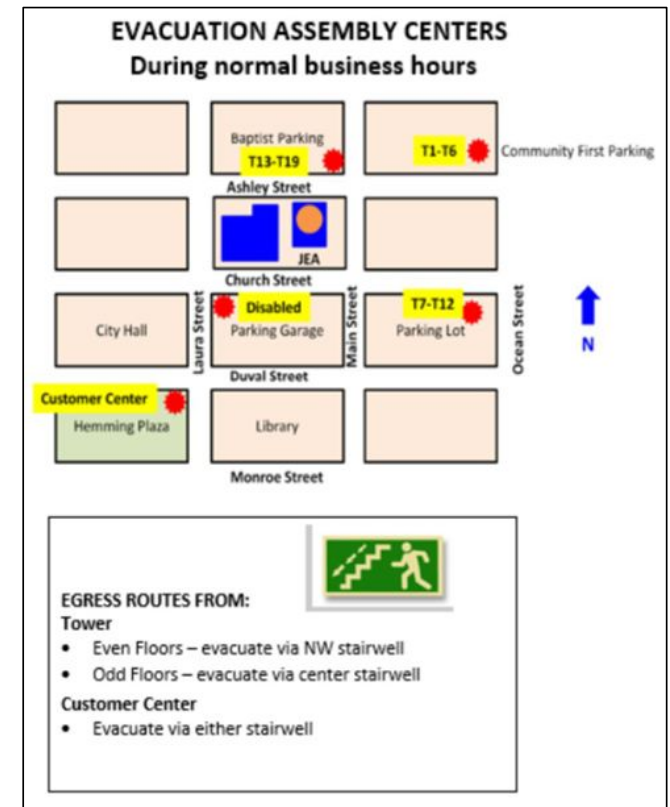 EVACUATION ASSEMBLY CENTERS
During normal business hours
Baptist Parking
T13-T19
T1-T6
Community First Parking
Ashley Street
JEA
Church Street
Laura Street
Disabled
Main Street
T7-T12
Ocean Street
City Hall
Parking Garage
Parking Lot
N
Duval Street
Customer Center
Hemming Plaza
Library
Monroe Street
EGRESS ROUTES FROM:
Tower
• Even Floors – evacuate via NW stairwell
• Odd Floors – evacuate via center stairwell
Customer Center
• Evacuate via either stairwell